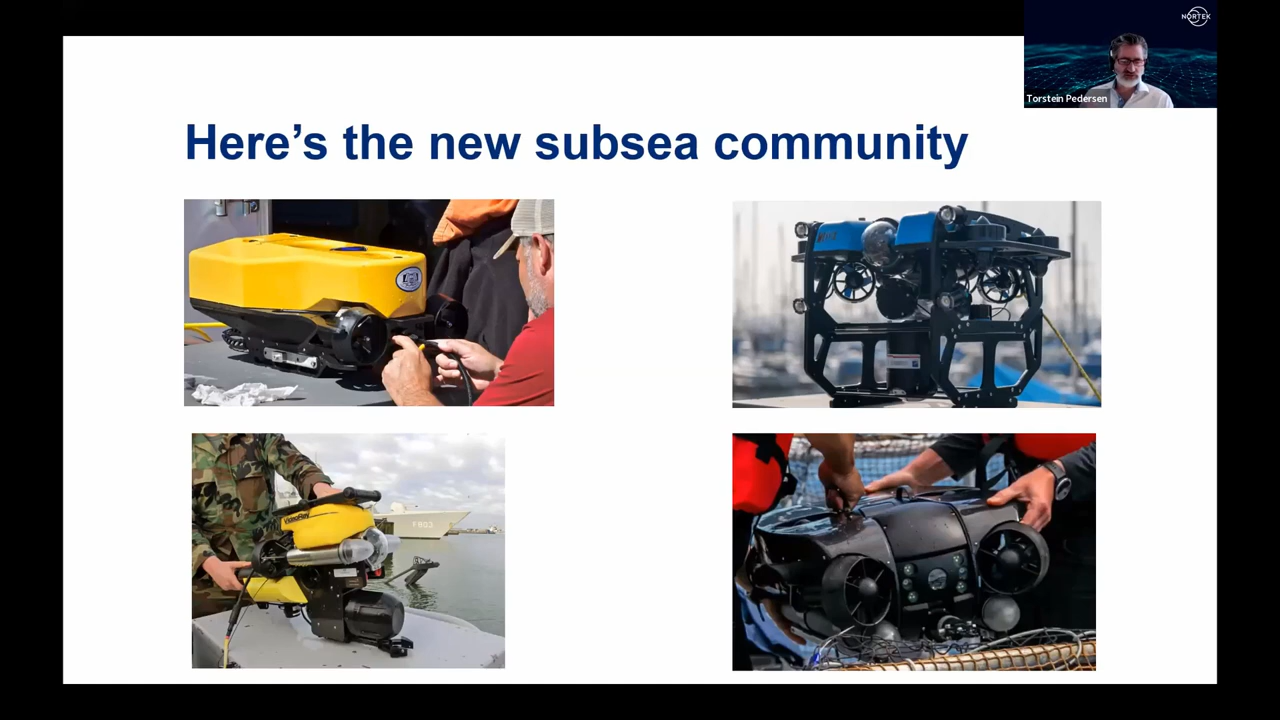 NORTEK
Torstein Pedersen
Here's the new subsea community
VideoRay
F803